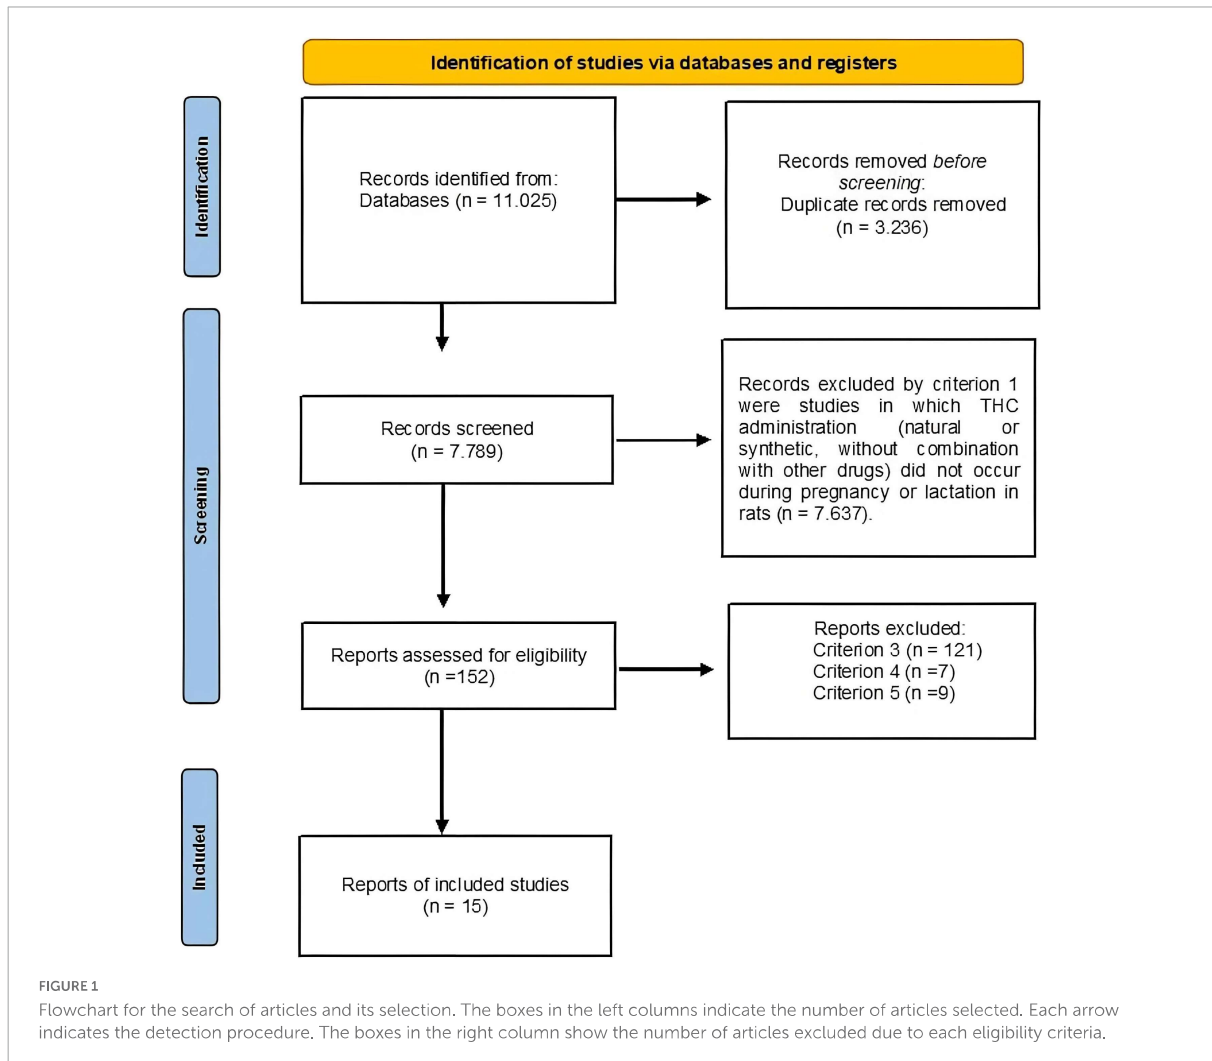 Identification of studies via databases and registers
Identification
Records identified from:
Databases (n = 11.025)
Records removed before
screening:
Duplicate records removed
(n = 3.236)
Screening
Records screened
(n = 7.789)
Records excluded by criterion 1
were studies in which THC
administration (natural or
synthetic, without combination
with other drugs) did not occur
during pregnancy or lactation in
rats (n = 7.637).
Reports assessed for eligibility
(n =152)
Reports excluded:
Criterion 3 (n = 121)
Criterion 4 (n =7)
Criterion 5 (n =9)
Included
Reports of included studies
(n = 15)
FIGURE 1
Flowchart for the search of articles and its selection. The boxes in the left columns indicate the number of articles selected. Each arrow
indicates the detection procedure. The boxes in the right column show the number of articles excluded due to each eligibility criteria.